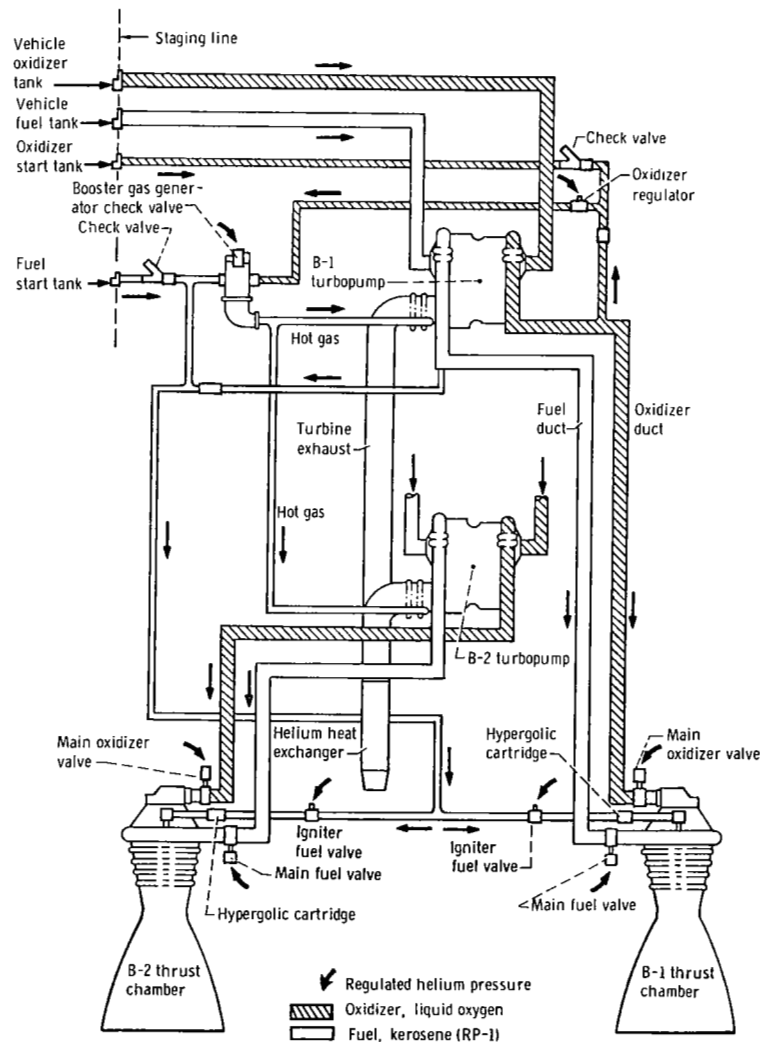 Staging line
Vehicle
oxidizer
tank
Vehicle
fuel tank
Oxidizer
start tank
Check valve
Oxidizer
regulator
Booster gas gener-
ator check valve
Check valve
Fuel
start tank
B-1
turbopump
Hot gas
Turbine
exhaust
Fuel
duct
Oxidizer
duct
Hot gas
B-2 turbopump
Main oxidizer
valve
Helium heat
exchanger
Hypergolic
cartridge
Main
oxidizer valve
Igniter
fuel valve
Igniter
fuel valve
Main fuel valve
Main fuel valve
Hypergolic cartridge
B-2 thrust
chamber
B-1 thrust
chamber
Regulated helium pressure
Oxidizer, liquid oxygen
Fuel, kerosene (RP-1)